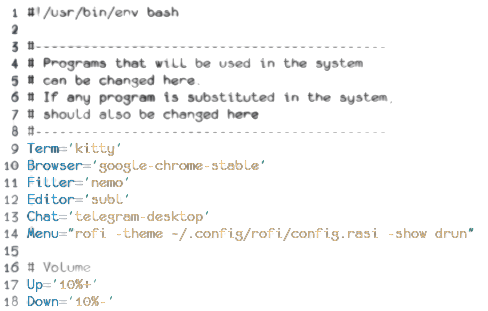 1 #!/usr/bin/env bash
2
3 #---------------------------------------------
4 # Programs that will be used in the system
5 # can be changed here.
6 # If any program is substituted in the system,
7 # should also be changed here
8 #---------------------------------------------
9 Term='kitty'
10 Browser='google-chrome-stable'
11 Filler='nemo'
12 Editor='subl'
13 Chat='telegram-desktop'
14 Menu="rofi -theme ~/.config/rofi/config.rasi -show drun"
15
16 # Volume
17 Up='10%+'
18 Down='10%-'